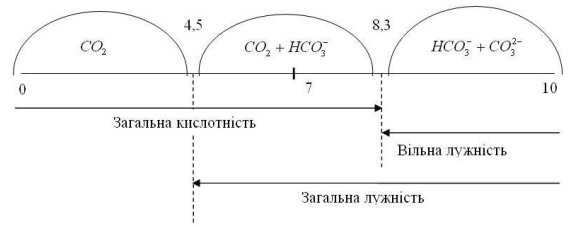 4,5 8,3
CO₂ CO₂ + HCO₃⁻ HCO₃⁻ + CO₃²⁻
0 7 10
Загальна кислотність
Вільна лужність
Загальна лужність